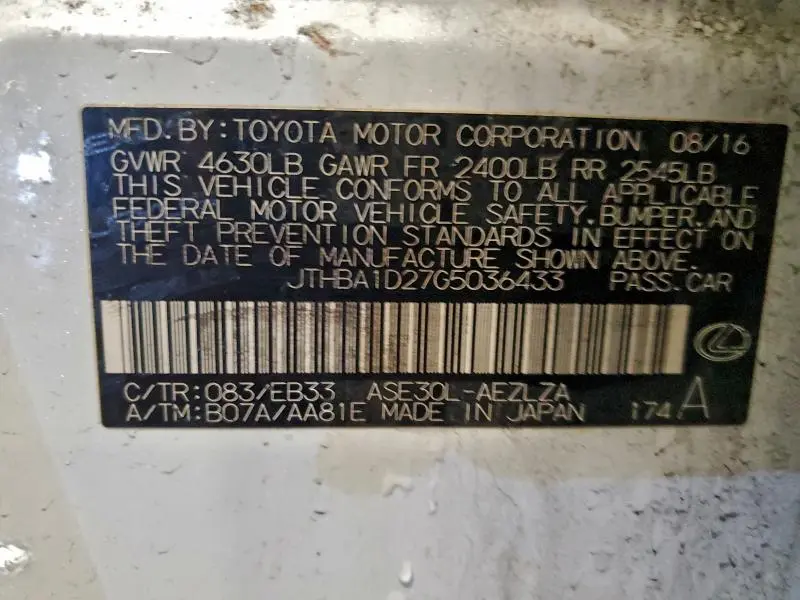 MFD. BY: TOYOTA MOTOR CORPORATION 08/16
GVWR 4630LB GAWR FR 2400LB RR 2545LB
THIS VEHICLE CONFORMS TO ALL APPLICABLE
FEDERAL MOTOR VEHICLE SAFETY, BUMPER, AND
THEFT PREVENTION STANDARDS IN EFFECT ON
THE DATE OF MANUFACTURE SHOWN ABOVE.
JTHBA1D27G5036433 PASS. CAR
C/TR: 083/EB33 ASE30L-AEZLZA
A/TM: B07A/AA81E MADE IN JAPAN 174A